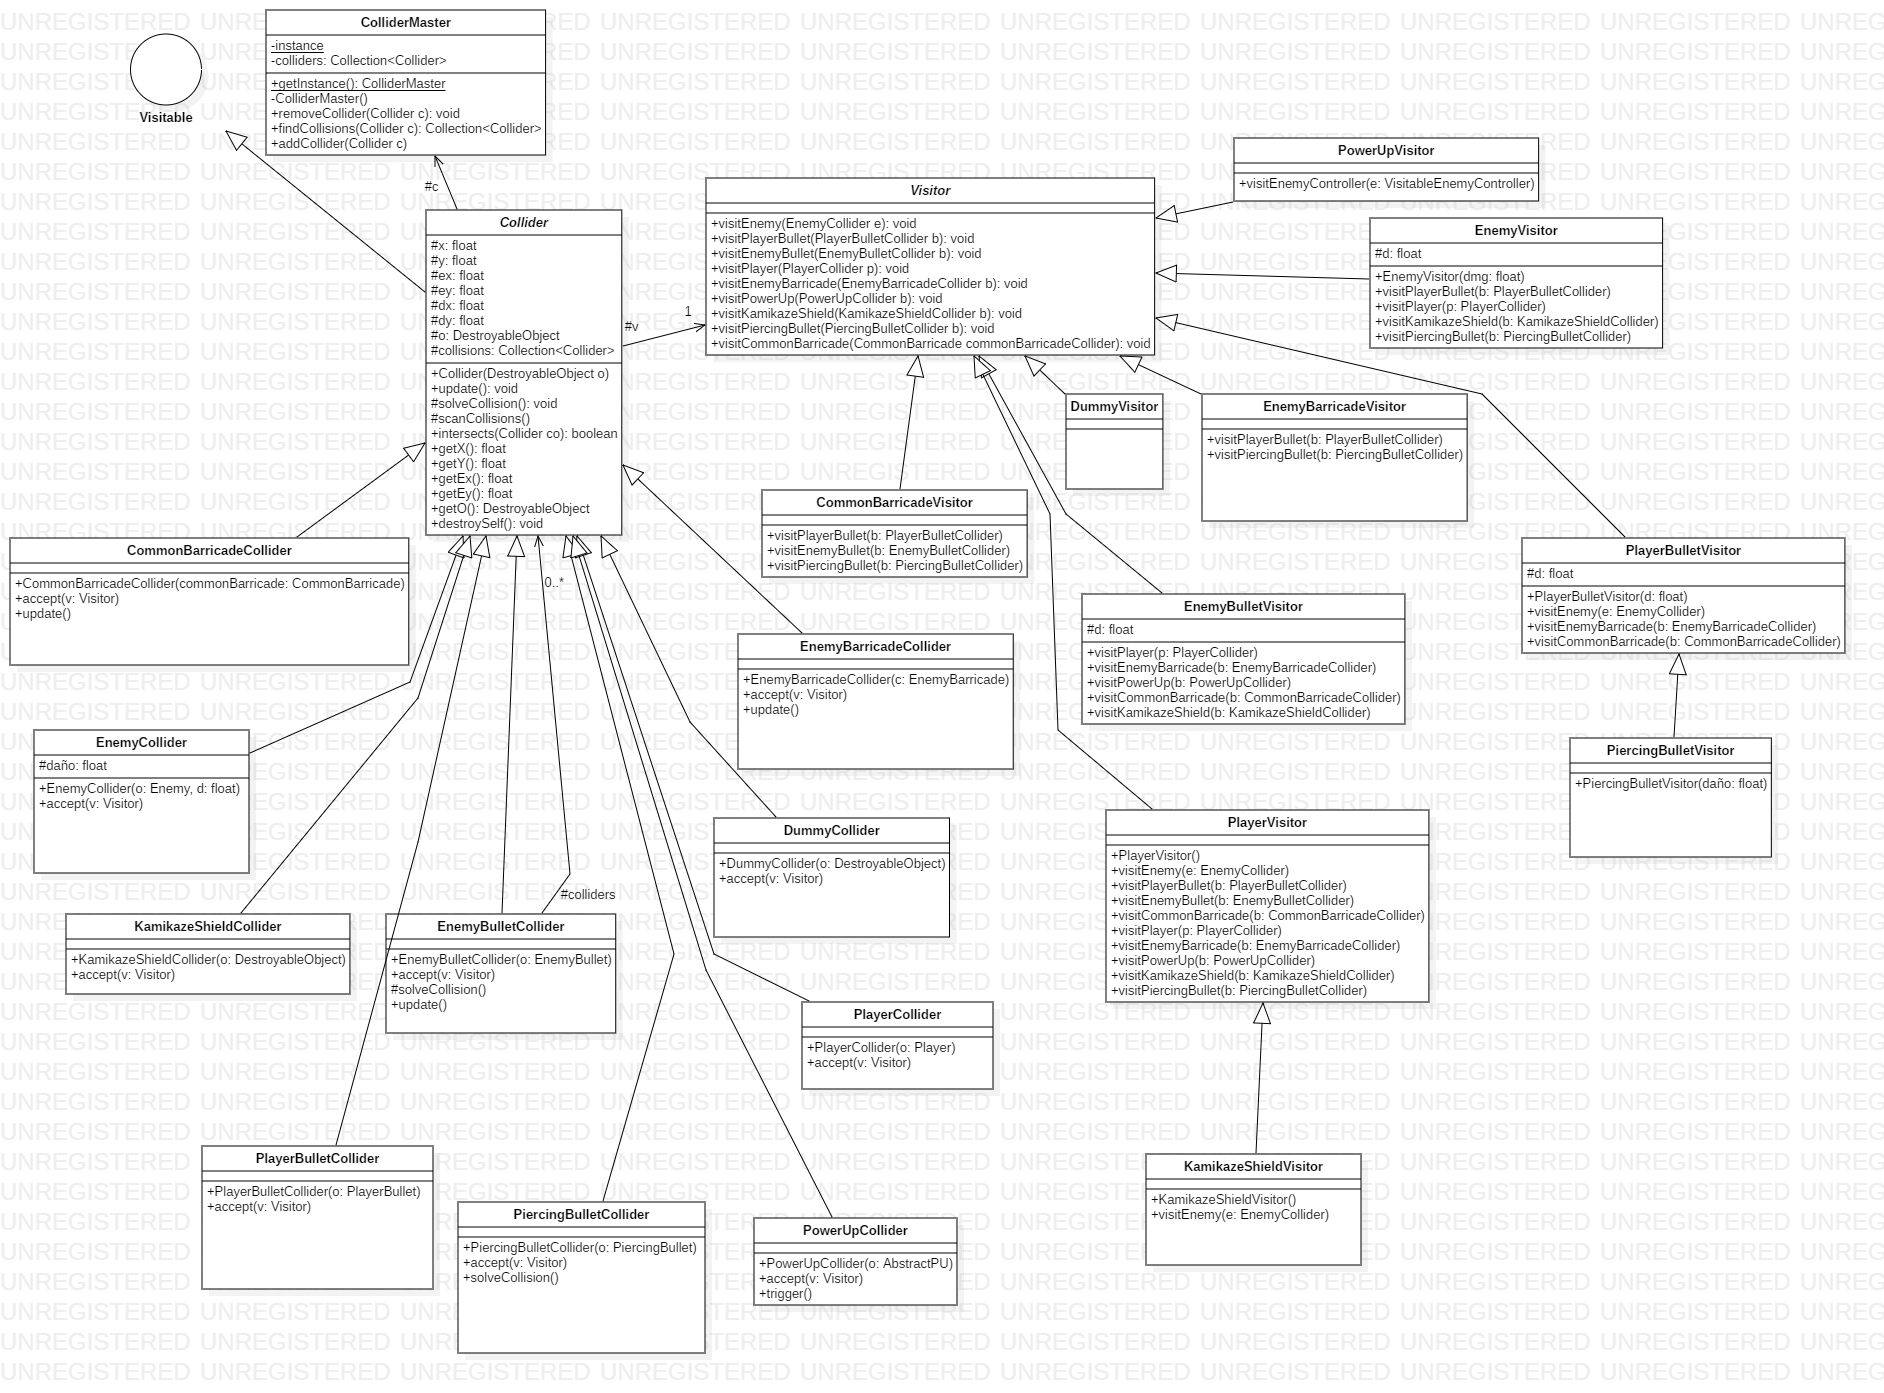 Visitable
ColliderMaster
-instance
-colliders: Collection<Collider>
+getInstance(): ColliderMaster
-ColliderMaster()
+removeCollider(Collider c): void
+findCollisions(Collider c): Collection<Collider>
+addCollider(Collider c)
#c
Collider
#x: float
#y: float
#ex: float
#ey: float
#dx: float
#dy: float
#o: DestroyableObject
#collisions: Collection<Collider>
+Collider(DestroyableObject o)
+update(): void
#solveCollision(): void
#scanCollisions()
+intersects(Collider co): boolean
+getX(): float
+getY(): float
+getEx(): float
+getEy(): float
+getO(): DestroyableObject
+destroySelf(): void
#v
1
Visitor
+visitEnemy(EnemyCollider e): void
+visitPlayerBullet(PlayerBulletCollider b): void
+visitEnemyBullet(EnemyBulletCollider b): void
+visitPlayer(PlayerCollider p): void
+visitEnemyBarricade(EnemyBarricadeCollider b): void
+visitPowerUp(PowerUpCollider b): void
+visitKamikazeShield(KamikazeShieldCollider b): void
+visitPiercingBullet(PiercingBulletCollider b): void
+visitCommonBarricade(CommonBarricade commonBarricadeCollider): void
PowerUpVisitor
+visitEnemyController(e: VisitableEnemyController)
EnemyVisitor
#d: float
+EnemyVisitor(dmg: float)
+visitPlayerBullet(b: PlayerBulletCollider)
+visitPlayer(p: PlayerCollider)
+visitKamikazeShield(b: KamikazeShieldCollider)
+visitPiercingBullet(b: PiercingBulletCollider)
DummyVisitor
EnemyBarricadeVisitor
+visitPlayerBullet(b: PlayerBulletCollider)
+visitPiercingBullet(b: PiercingBulletCollider)
CommonBarricadeVisitor
+visitPlayerBullet(b: PlayerBulletCollider)
+visitEnemyBullet(b: EnemyBulletCollider)
+visitPiercingBullet(b: PiercingBulletCollider)
CommonBarricadeCollider
+CommonBarricadeCollider(commonBarricade: CommonBarricade)
+accept(v: Visitor)
+update()
0..*
EnemyBulletVisitor
#d: float
+visitPlayer(p: PlayerCollider)
+visitEnemyBarricade(b: EnemyBarricadeCollider)
+visitPowerUp(b: PowerUpCollider)
+visitCommonBarricade(b: CommonBarricadeCollider)
+visitKamikazeShield(b: KamikazeShieldCollider)
PlayerBulletVisitor
#d: float
+PlayerBulletVisitor(d: float)
+visitEnemy(e: EnemyCollider)
+visitEnemyBarricade(b: EnemyBarricadeCollider)
+visitCommonBarricade(b: CommonBarricadeCollider)
EnemyBarricadeCollider
+EnemyBarricadeCollider(c: EnemyBarricade)
+accept(v: Visitor)
+update()
EnemyCollider
#daño: float
+EnemyCollider(o: Enemy, d: float)
+accept(v: Visitor)
PiercingBulletVisitor
+PiercingBulletVisitor(daño: float)
DummyCollider
+DummyCollider(o: DestroyableObject)
+accept(v: Visitor)
PlayerVisitor
+PlayerVisitor()
+visitEnemy(e: EnemyCollider)
+visitPlayerBullet(b: PlayerBulletCollider)
+visitEnemyBullet(b: EnemyBulletCollider)
+visitCommonBarricade(b: CommonBarricadeCollider)
+visitPlayer(p: PlayerCollider)
+visitEnemyBarricade(b: EnemyBarricadeCollider)
+visitPowerUp(b: PowerUpCollider)
+visitKamikazeShield(b: KamikazeShieldCollider)
+visitPiercingBullet(b: PiercingBulletCollider)
#colliders
KamikazeShieldCollider
+KamikazeShieldCollider(o: DestroyableObject)
+accept(v: Visitor)
EnemyBulletCollider
+EnemyBulletCollider(o: EnemyBullet)
+accept(v: Visitor)
#solveCollision()
+update()
PlayerCollider
+PlayerCollider(o: Player)
+accept(v: Visitor)
PlayerBulletCollider
+PlayerBulletCollider(o: PlayerBullet)
+accept(v: Visitor)
PiercingBulletCollider
+PiercingBulletCollider(o: PiercingBullet)
+accept(v: Visitor)
+solveCollision()
PowerUpCollider
+PowerUpCollider(o: AbstractPU)
+accept(v: Visitor)
+trigger()
KamikazeShieldVisitor
+KamikazeShieldVisitor()
+visitEnemy(e: EnemyCollider)
UNREGISTERED